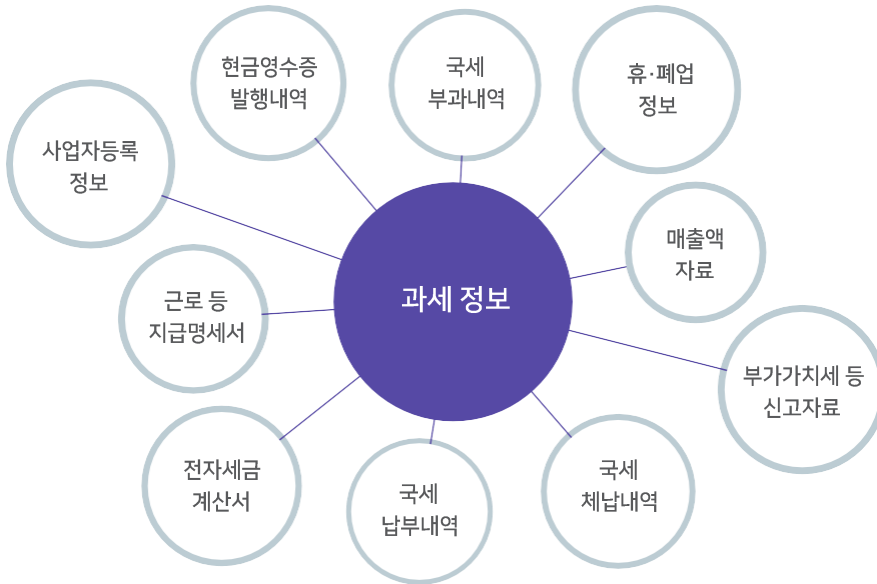 현금영수증
발행내역
국세
부과내역
휴·폐업
정보
사업자등록
정보
매출액
자료
근로 등
지급명세서
과세 정보
부가가치세 등
신고자료
전자세금
계산서
국세
납부내역
국세
체납내역